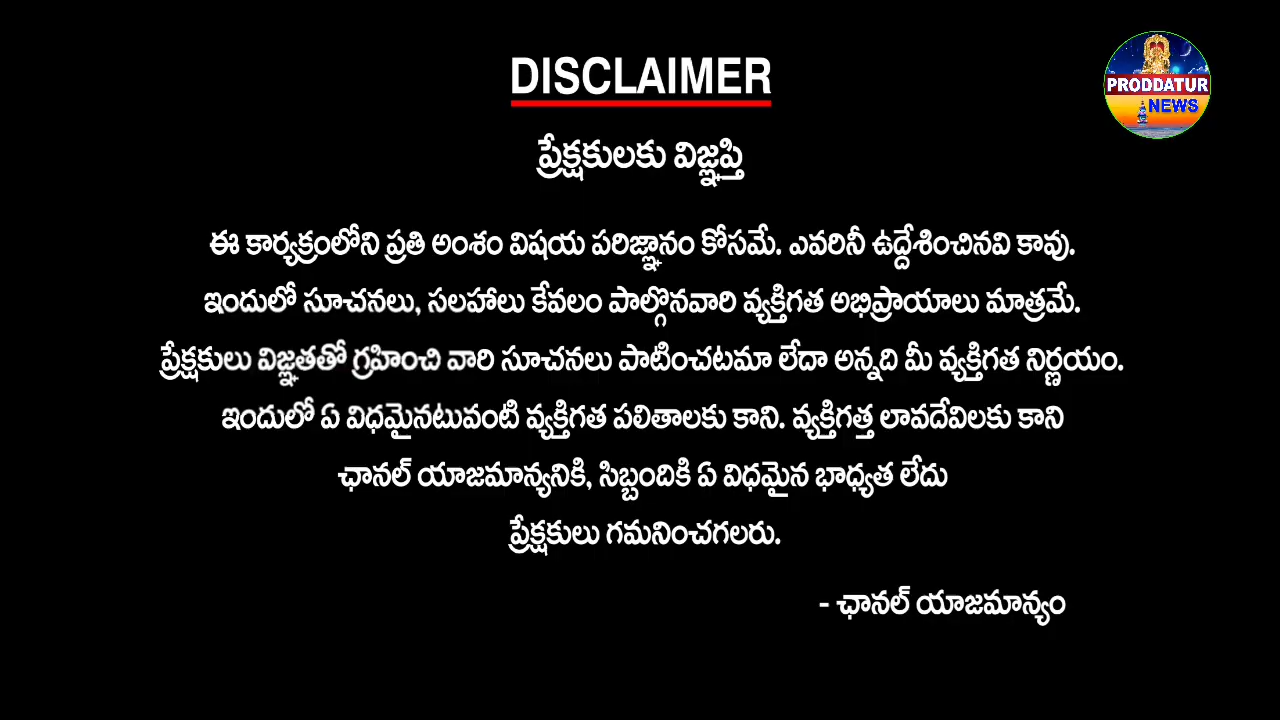 DISCLAIMER
PRODDATUR
NEWS
ప్రేక్షకులకు విజ్ఞప్తి
ఈ కార్యక్రంలోని ప్రతి అంశం విషయ పరిజ్ఞానం కోసమే. ఎవరినీ ఉద్దేశించినవి కావు.
ఇందులో సూచనలు, సలహాలు కేవలం పాల్గొనవారి వ్యక్తిగత అభిప్రాయాలు మాత్రమే.
ప్రేక్షకులు విజ్ఞతతో గ్రహించి వారి సూచనలు పాటించటమా లేదా అన్నది మీ వ్యక్తిగత నిర్ణయం.
ఇందులో ఏ విధమైనటువంటి వ్యక్తిగత పలితాలకు కాని. వ్యక్తిగత్త లావదేవిలకు కాని
ఛానల్ యాజమాన్యనికి, సిబ్బందికి ఏ విధమైన భాధ్యత లేదు
ప్రేక్షకులు గమనించగలరు.
- ఛానల్ యాజమాన్యం